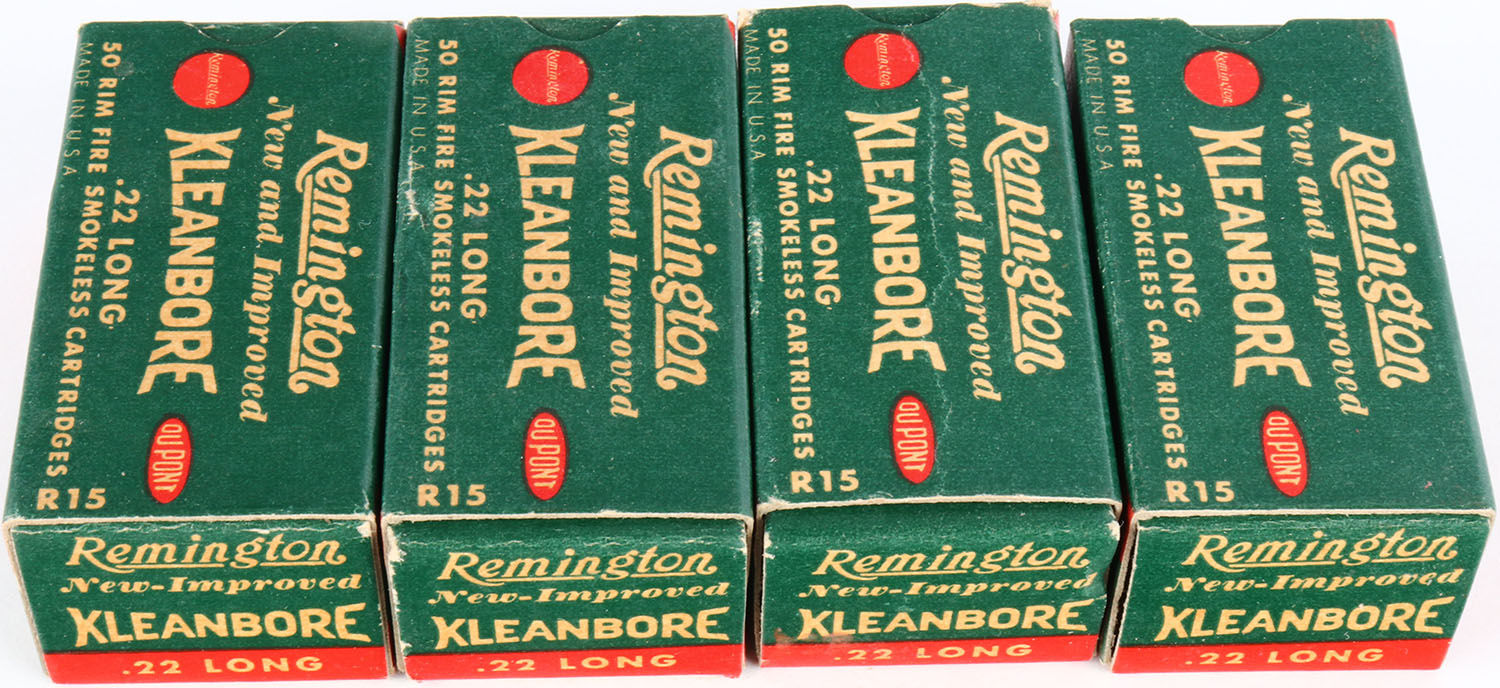 Remington
New and Improved
KLEANBORE
.22 LONG
50 RIM FIRE SMOKELESS CARTRIDGES
MADE IN U.S.A
Remington
DU PONT
R15
Remington
New-Improved
KLEANBORE
.22 LONG
Remington
New and Improved
KLEANBORE
.22 LONG
50 RIM FIRE SMOKELESS CARTRIDGES
MADE IN U.S.A
Remington
DU PONT
R15
Remington
New-Improved
KLEANBORE
.22 LONG
Remington
New and Improved
KLEANBORE
.22 LONG
50 RIM FIRE SMOKELESS CARTRIDGES
MADE IN U.S.A
Remington
DU PONT
R15
Remington
New-Improved
KLEANBORE
.22 LONG
Remington
New and Improved
KLEANBORE
.22 LONG
50 RIM FIRE SMOKELESS CARTRIDGES
MADE IN U.S.A
Remington
DU PONT
R15
Remington
New-Improved
KLEANBORE
.22 LONG